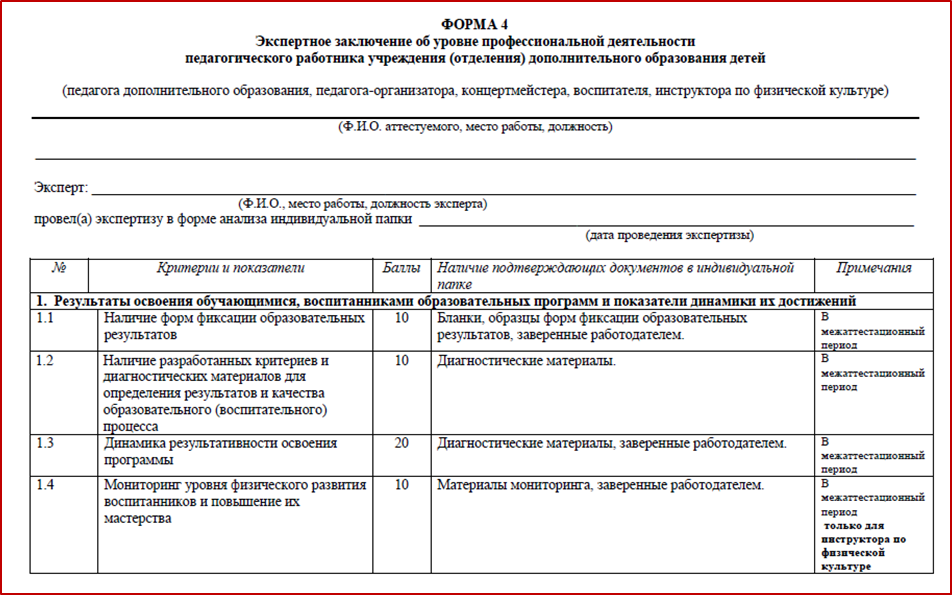 ФОРМА 4
Экспертное заключение об уровне профессиональной деятельности
педагогического работника учреждения (отделения) дополнительного образования детей
(педагога дополнительного образования, педагога-организатора, концертмейстера, воспитателя, инструктора по физической культуре)
(Ф.И.О. аттестуемого, место работы, должность)
Эксперт:
(Ф.И.О., место работы, должность эксперта)
провел(а) экспертизу в форме анализа индивидуальной папки
(дата проведения экспертизы)
№ Критерии и показатели Баллы Наличие подтверждающих документов в индивидуальной Примечания
папке
1. Результаты освоения обучающимися, воспитанниками образовательных программ и показатели динамики их достижений
1.1 Наличие форм фиксации образовательных 10 Бланки, образцы форм фиксации образовательных В
результатов результатов, заверенные работодателем. межаттестационный
период
1.2 Наличие разработанных критериев и 10 Диагностические материалы. В
диагностических материалов для межаттестационный
определения результатов и качества период
образовательного (воспитательного)
процесса
1.3 Динамика результативности освоения 20 Диагностические материалы, заверенные работодателем. В
программы межаттестационный
период
1.4 Мониторинг уровня физического развития 10 Материалы мониторинга, заверенные работодателем. В
воспитанников и повышение их межаттестационный
мастерства период
только для
инструктора по
физической
культуре